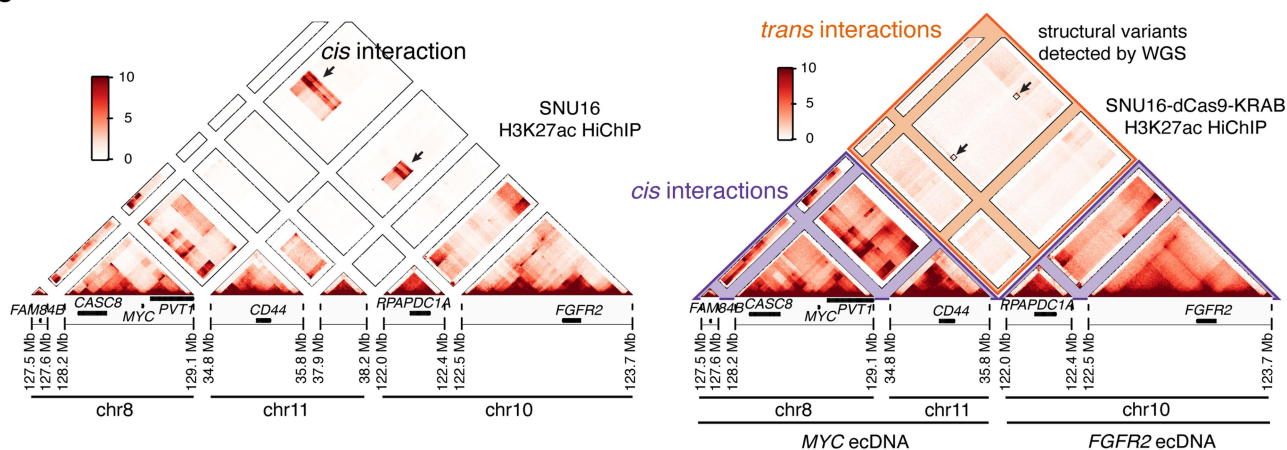 cis interaction
10
5
0
SNU16
H3K27ac HiChIP
FAM84B
CASC8
MYC
PVT1
CD44
RPAPDC1A
FGFR2
127.5 Mb
127.6 Mb
128.2 Mb
129.1 Mb
34.8 Mb
35.8 Mb
37.9 Mb
38.2 Mb
122.0 Mb
122.4 Mb
122.5 Mb
123.7 Mb
chr8
chr11
chr10
trans interactions
structural variants
detected by WGS
10
5
0
SNU16-dCas9-KRAB
H3K27ac HiChIP
cis interactions
FAM84B
CASC8
MYC
PVT1
CD44
RPAPDC1A
FGFR2
127.5 Mb
127.6 Mb
128.2 Mb
129.1 Mb
34.8 Mb
35.8 Mb
122.0 Mb
122.4 Mb
122.5 Mb
123.7 Mb
chr8
chr11
chr10
MYC ecDNA
FGFR2 ecDNA